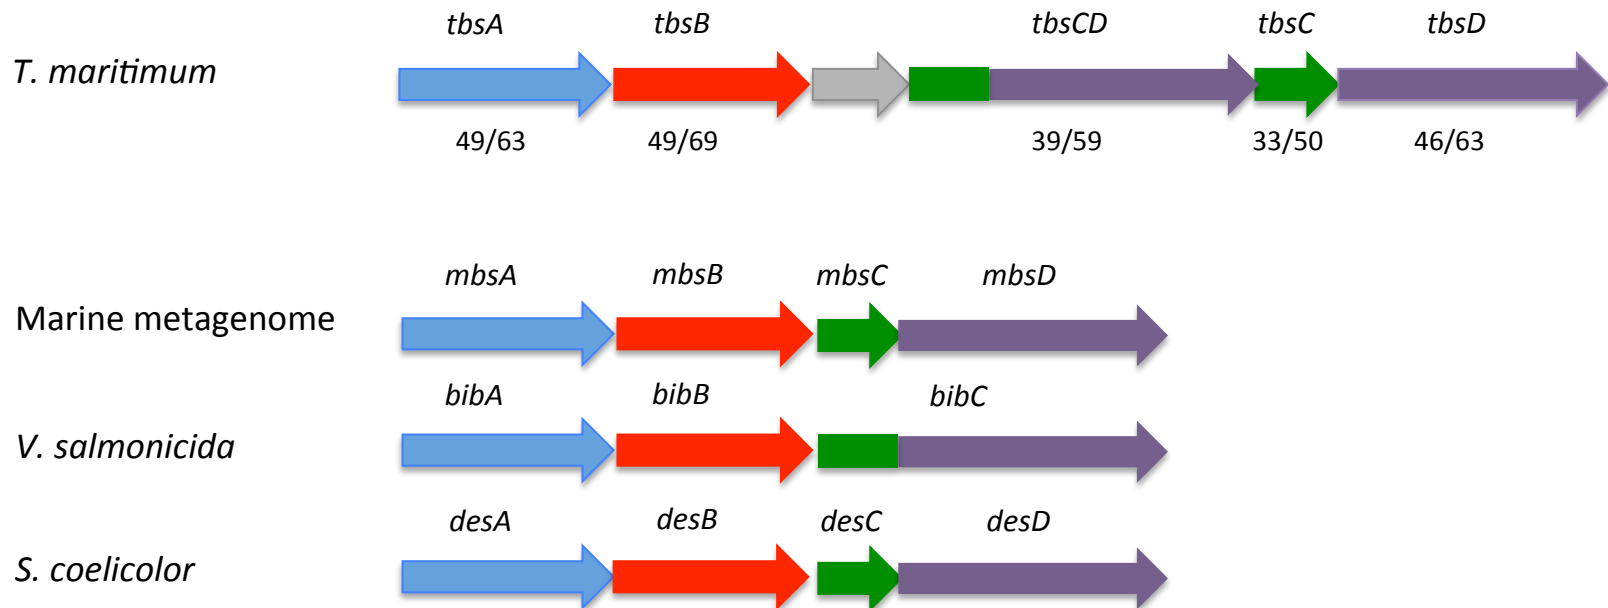 tbsA tbsB tbsCD tbsC tbsD
T. maritimum
49/63 49/69 39/59 33/50 46/63
mbsA mbsB mbsC mbsD
Marine metagenome
bibA bibB bibC
V. salmonicida
desA desB desC desD
S. coelicolor